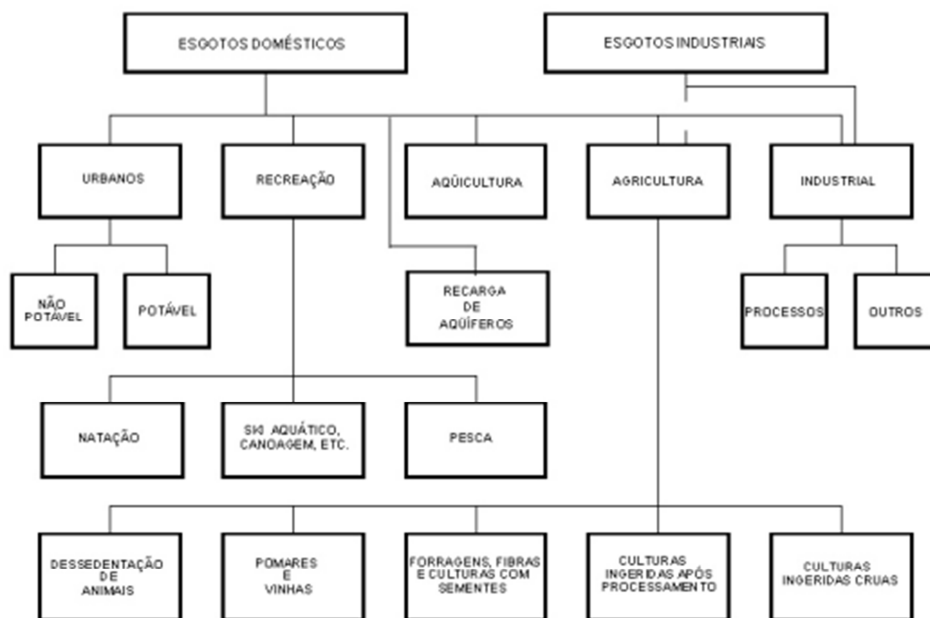 ESGOTOS DOMÉSTICOS
ESGOTOS INDUSTRIAIS
URBANOS
RECREAÇÃO
AQÜICULTURA
AGRICULTURA
INDUSTRIAL
NÃO
POTÁVEL
POTÁVEL
RECARGA
DE
AQÜÍFEROS
PROCESSOS
OUTROS
NATAÇÃO
SKI AQUÁTICO,
CANOAGEM, ETC.
PESCA
DESSEDENTAÇÃO
DE
ANIMAIS
POMARES
E
VINHAS
FORRAGENS, FIBRAS
E CULTURAS COM
SEMENTES
CULTURAS
INGERIDAS APÓS
PROCESSAMENTO
CULTURAS
INGERIDAS CRUAS